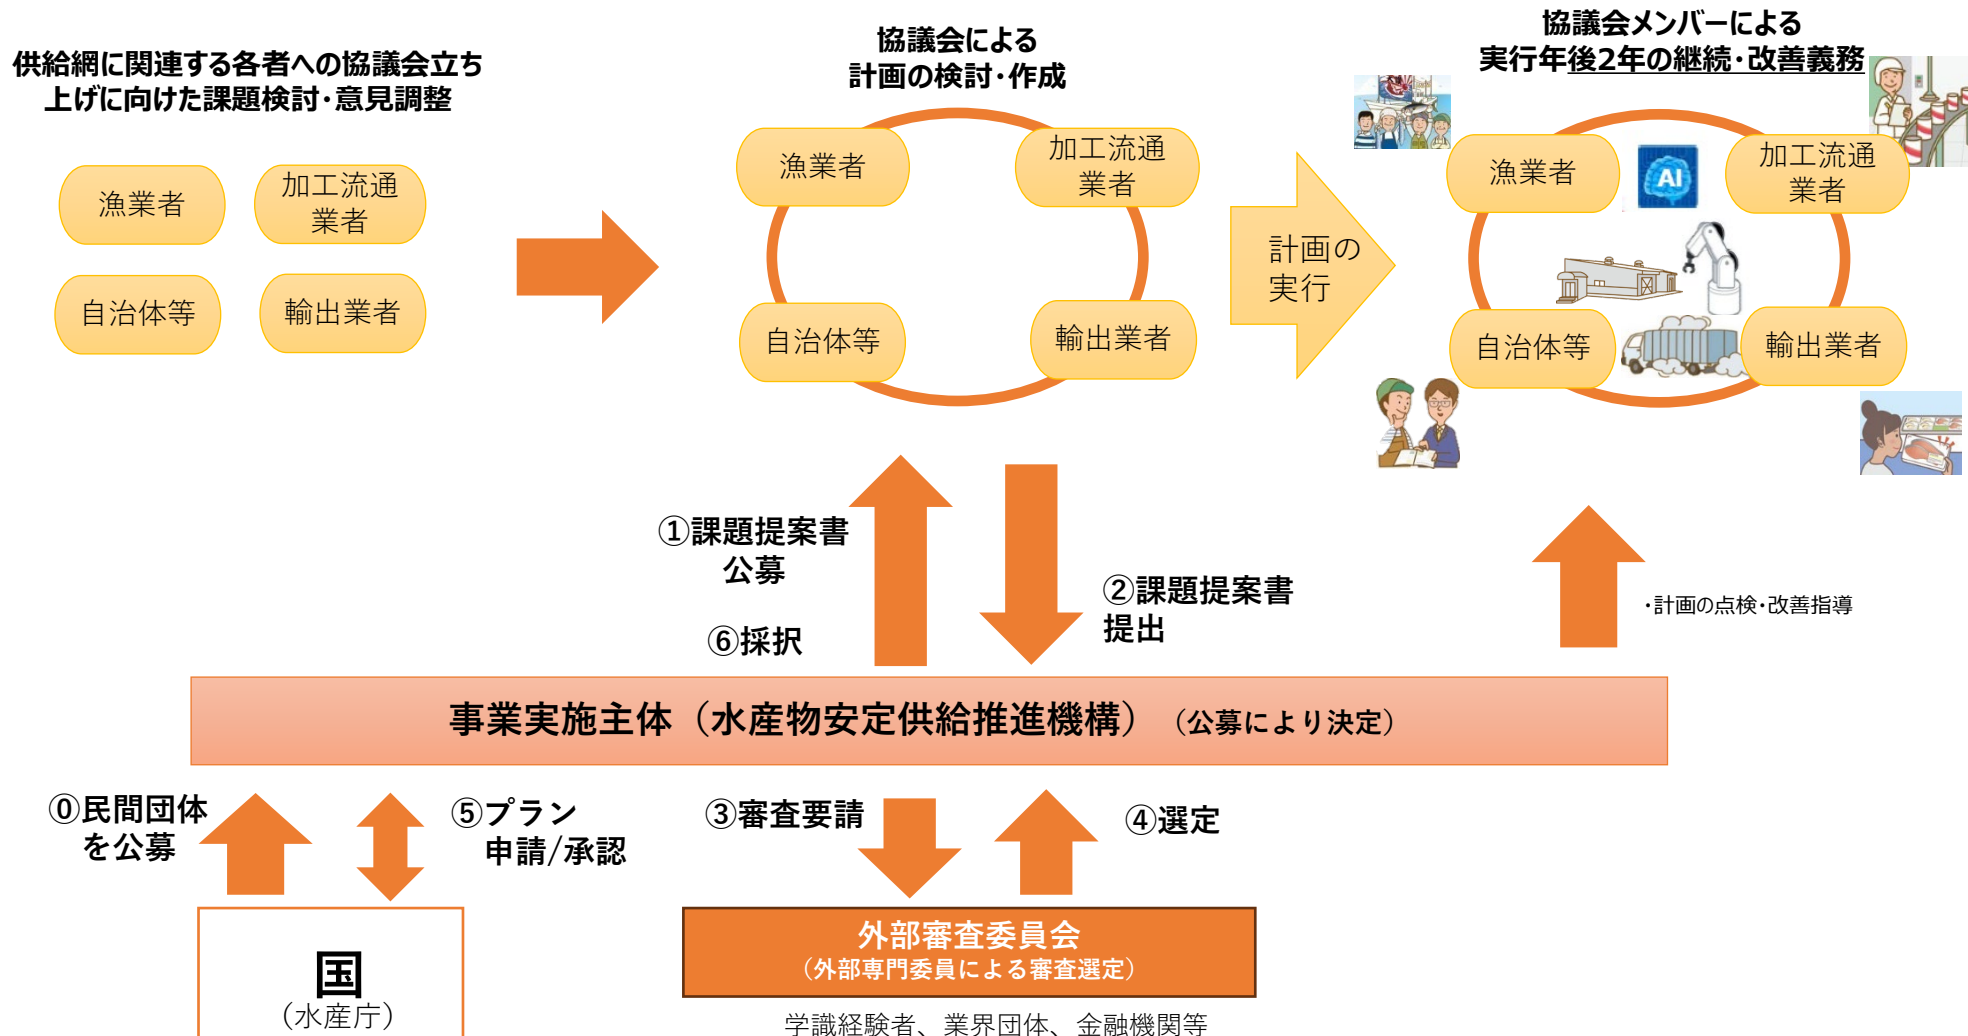 供給網に関連する各者への協議会立ち
上げに向けた課題検討・意見調整
漁業者
加工流通
業者
自治体等
輸出業者
協議会による
計画の検討・作成
漁業者
加工流通
業者
自治体等
輸出業者
計画の
実行
協議会メンバーによる
実行年後2年の継続・改善義務
漁業者
AI
加工流通
業者
自治体等
輸出業者
①課題提案書
公募
⑥採択
②課題提案書
提出
・計画の点検・改善指導
事業実施主体（水産物安定供給推進機構）（公募により決定）
⓪民間団体
を公募
⑤プラン
申請/承認
③審査要請
④選定
国
（水産庁）
外部審査委員会
（外部専門委員による審査選定）
学識経験者、業界団体、金融機関等